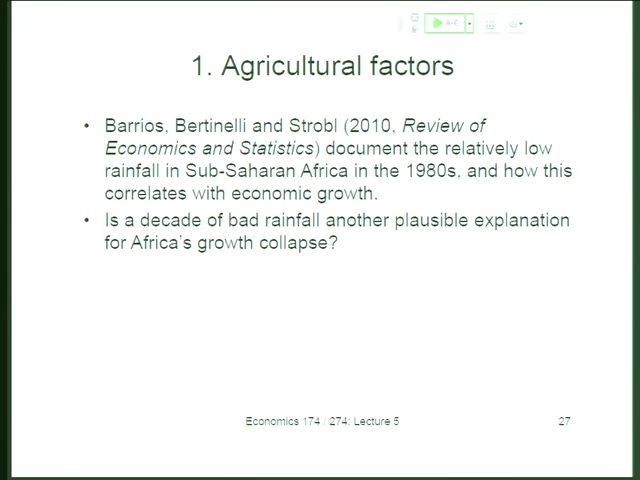 A-E
1. Agricultural factors
• Barrios, Bertinelli and Strobl (2010, Review of
Economics and Statistics) document the relatively low
rainfall in Sub-Saharan Africa in the 1980s, and how this
correlates with economic growth.
• Is a decade of bad rainfall another plausible explanation
for Africa's growth collapse?
Economics 174 / 274: Lecture 5
27